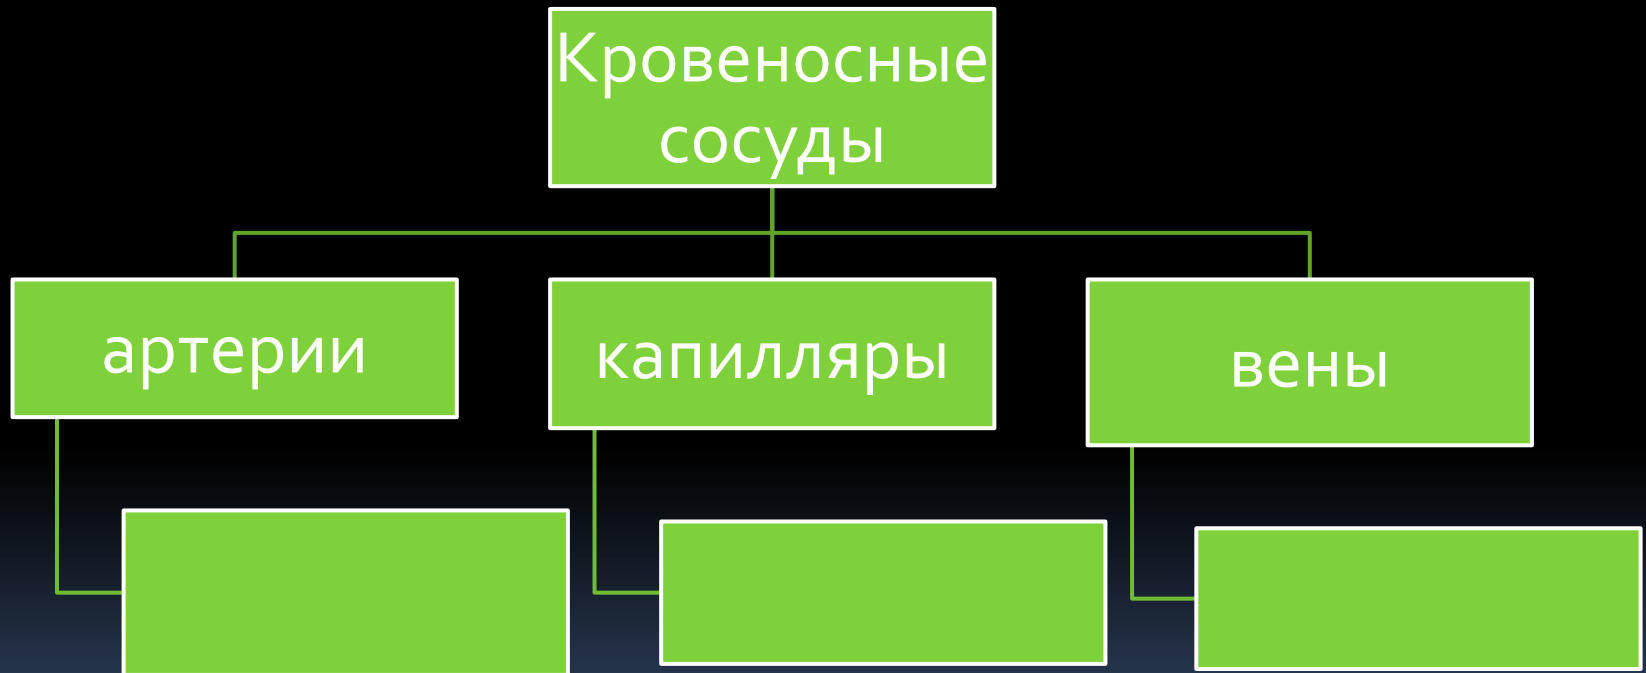 Кровеносные
сосуды
артерии
капилляры
вены